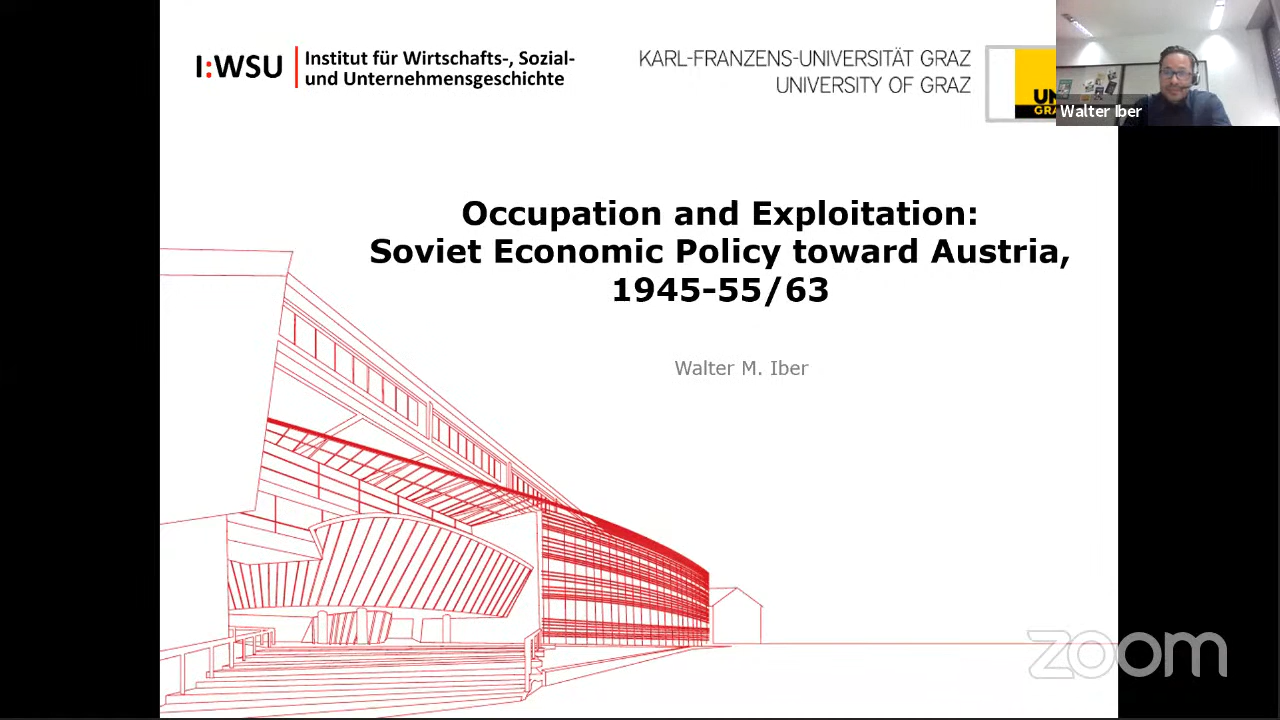 I:WSU
Institut für Wirtschafts-, Sozial-
und Unternehmensgeschichte
KARL-FRANZENS-UNIVERSITÄT GRAZ
UNIVERSITY OF GRAZ
Walter Iber
Occupation and Exploitation:
Soviet Economic Policy toward Austria,
1945-55/63
Walter M. Iber
zoom